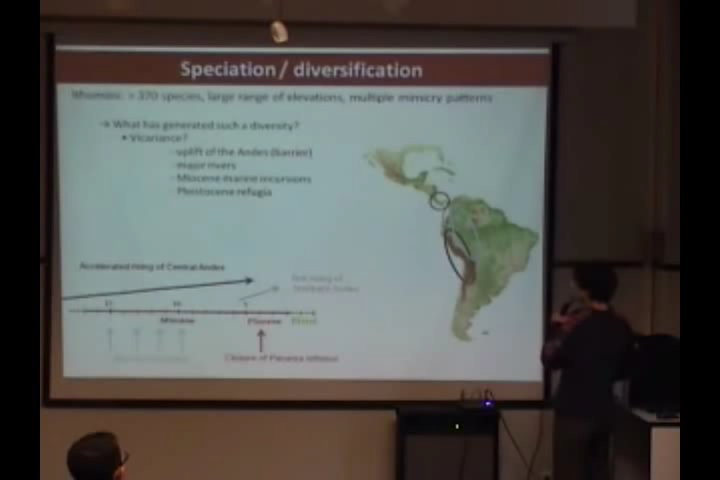 Speciation / diversification
> 370 species, large range of elevations, multiple mimicry patterns
→ What has generated such a diversity?
• Vicariance?
- uplift of the Andes (barrier)
- major rivers
- Miocene marine incursions
- Pleistocene refugia
Accelerated rising of Central Andes
Miocene
Pliocene
Closure of Panama isthmus